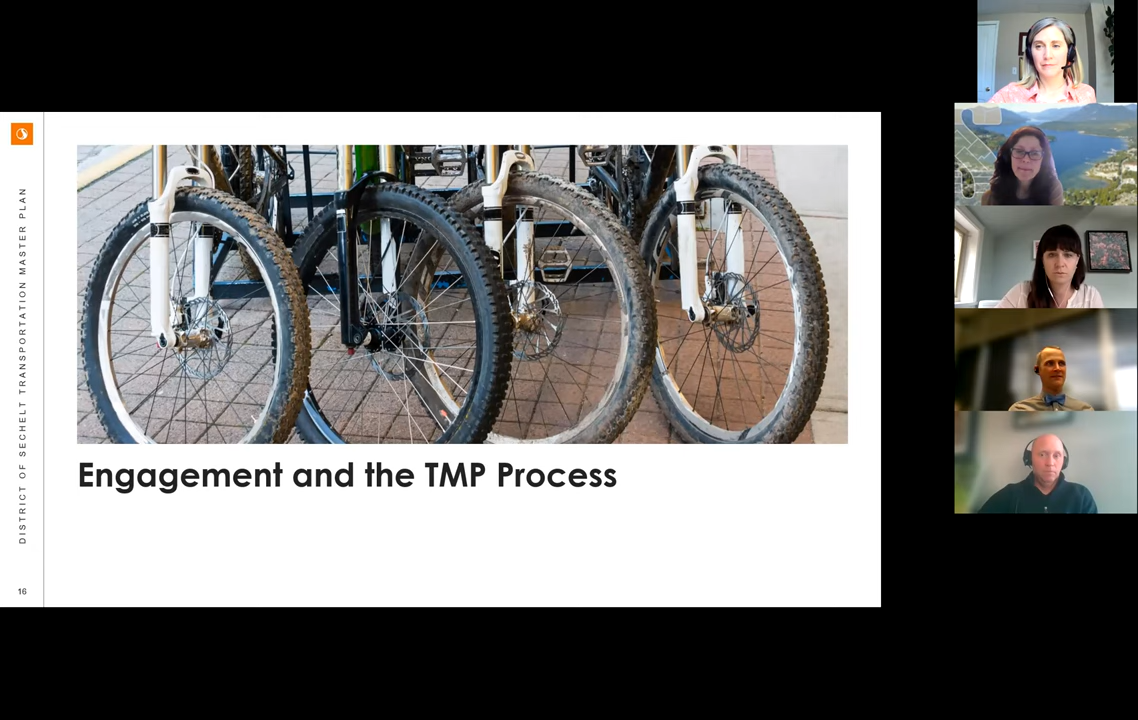 DISTRICT OF SECHELT TRANSPORTATION MASTER PLAN
Engagement and the TMP Process
16